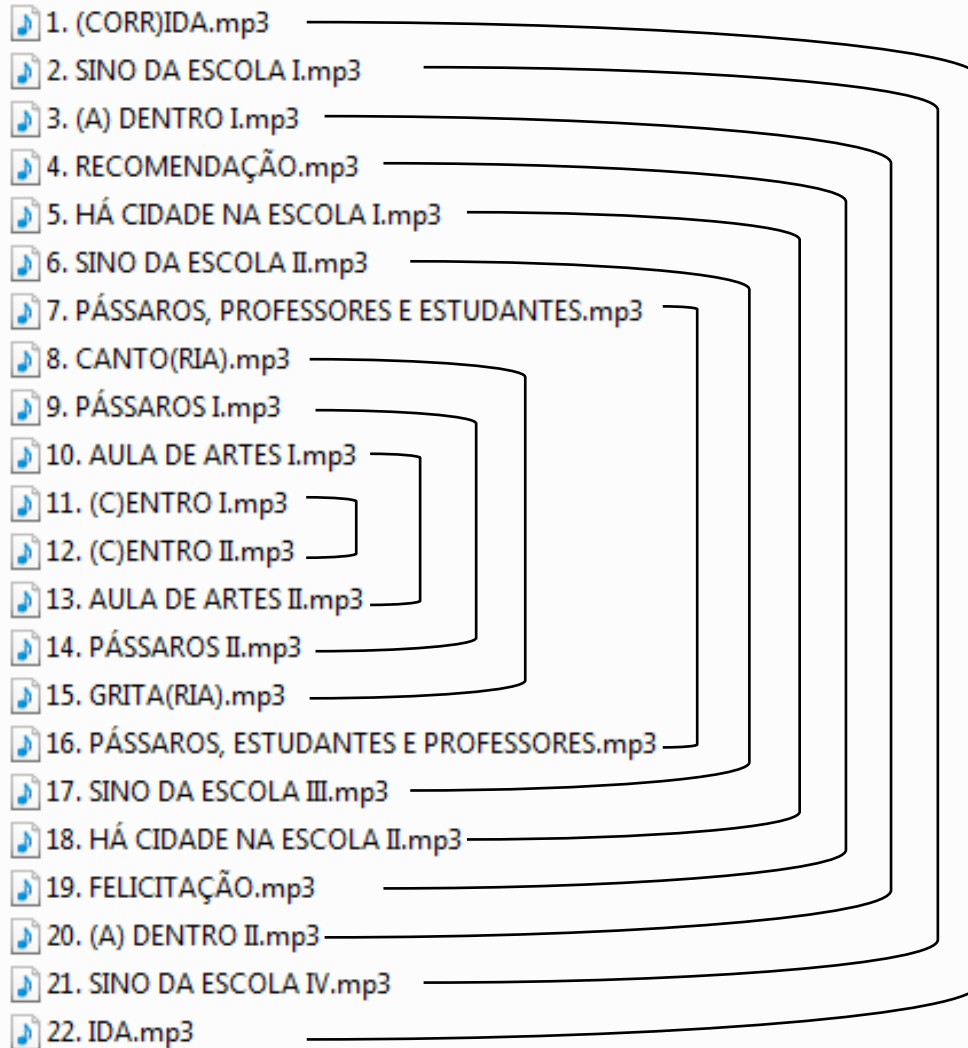 1. (CORR)IDA.mp3
2. SINO DA ESCOLA I.mp3
3. (A) DENTRO I.mp3
4. RECOMENDAÇÃO.mp3
5. HÁ CIDADE NA ESCOLA I.mp3
6. SINO DA ESCOLA II.mp3
7. PÁSSAROS, PROFESSORES E ESTUDANTES.mp3
8. CANTO(RIA).mp3
9. PÁSSAROS I.mp3
10. AULA DE ARTES I.mp3
11. (C)ENTRO I.mp3
12. (C)ENTRO II.mp3
13. AULA DE ARTES II.mp3
14. PÁSSAROS II.mp3
15. GRITA(RIA).mp3
16. PÁSSAROS, ESTUDANTES E PROFESSORES.mp3
17. SINO DA ESCOLA III.mp3
18. HÁ CIDADE NA ESCOLA II.mp3
19. FELICITAÇÃO.mp3
20. (A) DENTRO II.mp3
21. SINO DA ESCOLA IV.mp3
22. IDA.mp3